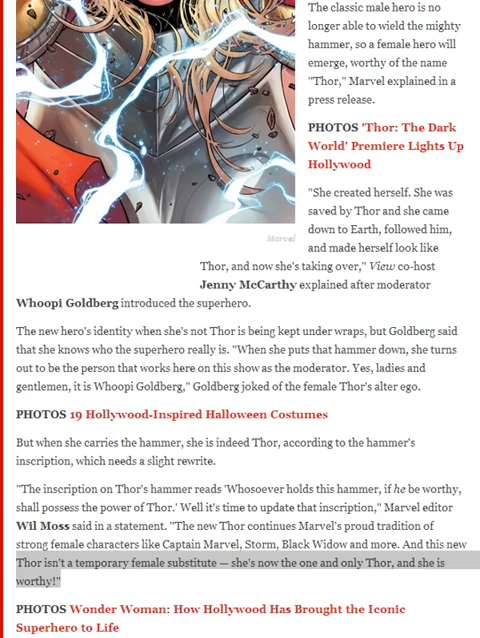 The classic male hero is no
longer able to wield the mighty
hammer, so a female hero will
emerge, worthy of the name
"Thor," Marvel explained in a
press release.
PHOTOS 'Thor: The Dark
World' Premiere Lights Up
Hollywood
"She created herself. She was
saved by Thor and she came
down to Earth, followed him,
and made herself look like
Marvel
Thor, and now she's taking over," View co-host
Jenny McCarthy explained after moderator
Whoopi Goldberg introduced the superhero.
The new hero's identity when she's not Thor is being kept under wraps, but Goldberg said
that she knows who the superhero really is. "When she puts that hammer down, she turns
out to be the person that works here on this show as the moderator. Yes, ladies and
gentlemen, it is Whoopi Goldberg," Goldberg joked of the female Thor's alter ego.
PHOTOS 19 Hollywood-Inspired Halloween Costumes
But when she carries the hammer, she is indeed Thor, according to the hammer's
inscription, which needs a slight rewrite.
"The inscription on Thor's hammer reads 'Whosoever holds this hammer, if he be worthy,
shall possess the power of Thor.' Well it's time to update that inscription," Marvel editor
Wil Moss said in a statement. "The new Thor continues Marvel's proud tradition of
strong female characters like Captain Marvel, Storm, Black Widow and more. And this new
Thor isn't a temporary female substitute — she's now the one and only Thor, and she is
worthy!"
PHOTOS Wonder Woman: How Hollywood Has Brought the Iconic
Superhero to Life